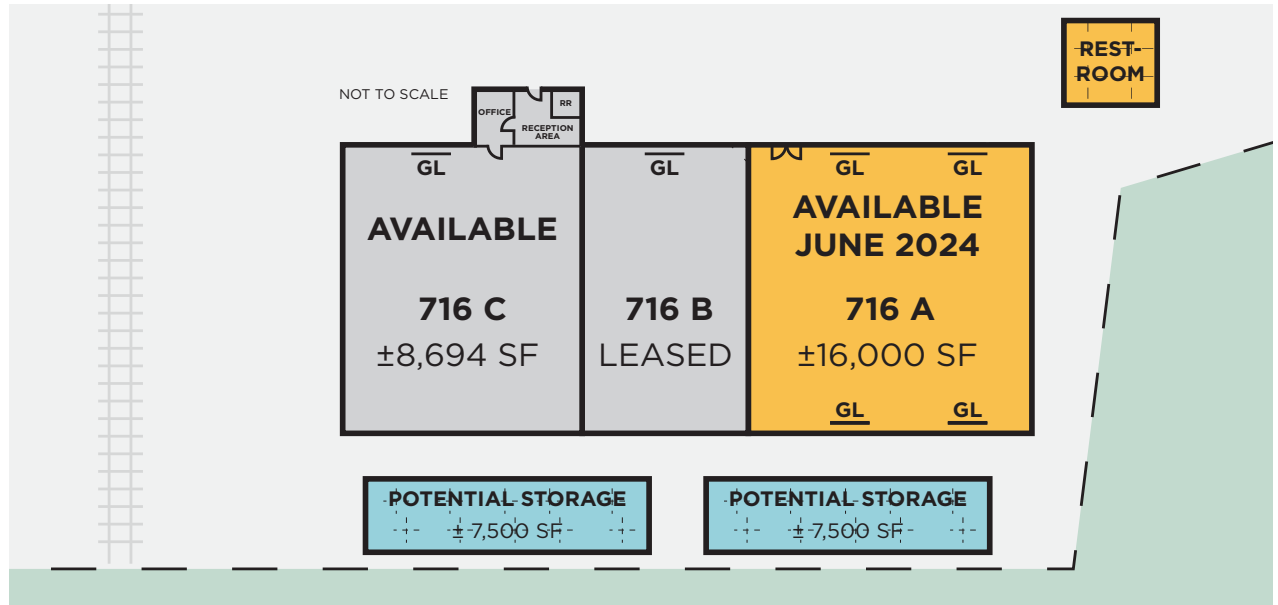 REST-
ROOM
NOT TO SCALE
OFFICE
RR
RECEPTION
AREA
GL
GL
GL
GL
AVAILABLE
716 C
±8,694 SF
716 B
LEASED
AVAILABLE
JUNE 2024
716 A
±16,000 SF
GL
GL
POTENTIAL STORAGE
± 7,500 SF
POTENTIAL STORAGE
± 7,500 SF